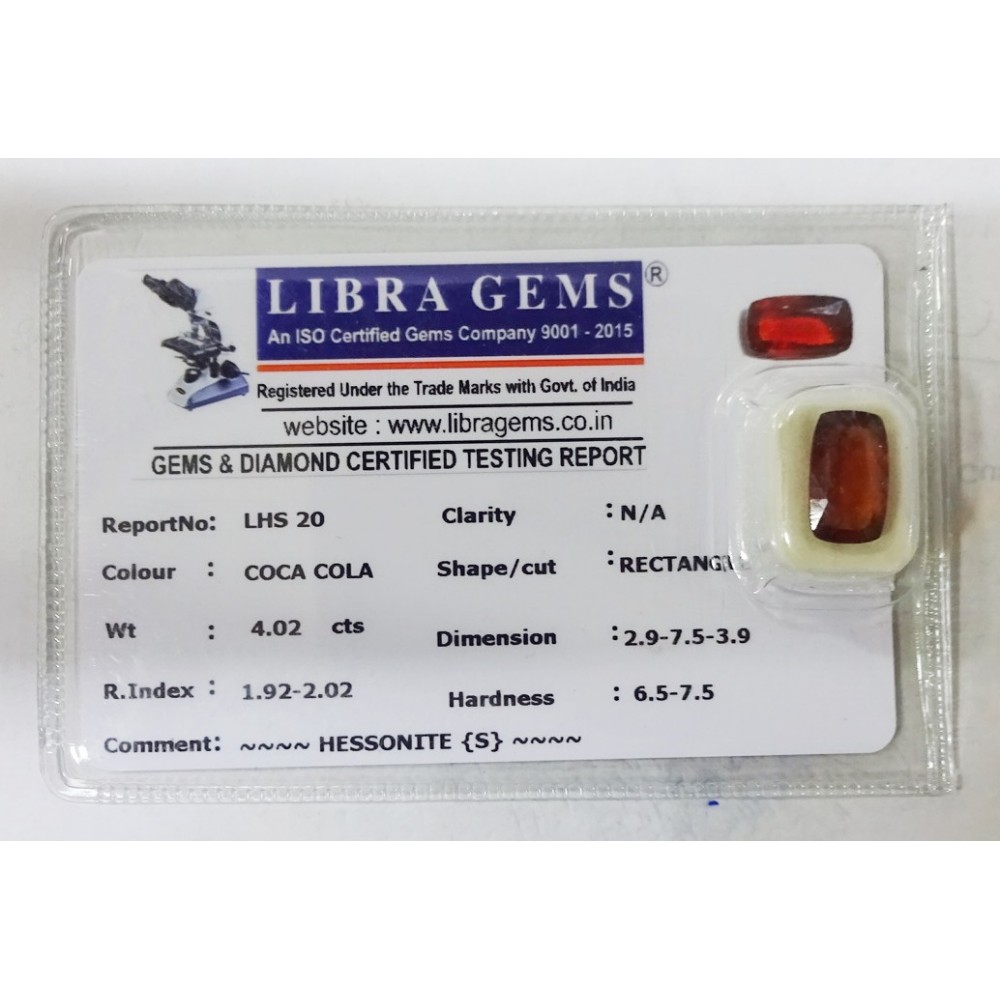 LIBRA GEMS ®
An ISO Certified Gems Company 9001 - 2015
Registered Under the Trade Marks with Govt. of India
website : www.libragems.co.in
GEMS & DIAMOND CERTIFIED TESTING REPORT
ReportNo: LHS 20 Clarity : N/A
Colour : COCA COLA Shape/cut : RECTANGLE
Wt : 4.02 cts Dimension : 2.9-7.5-3.9
R.Index : 1.92-2.02 Hardness : 6.5-7.5
Comment: ~~~~ HESSONITE {S} ~~~~